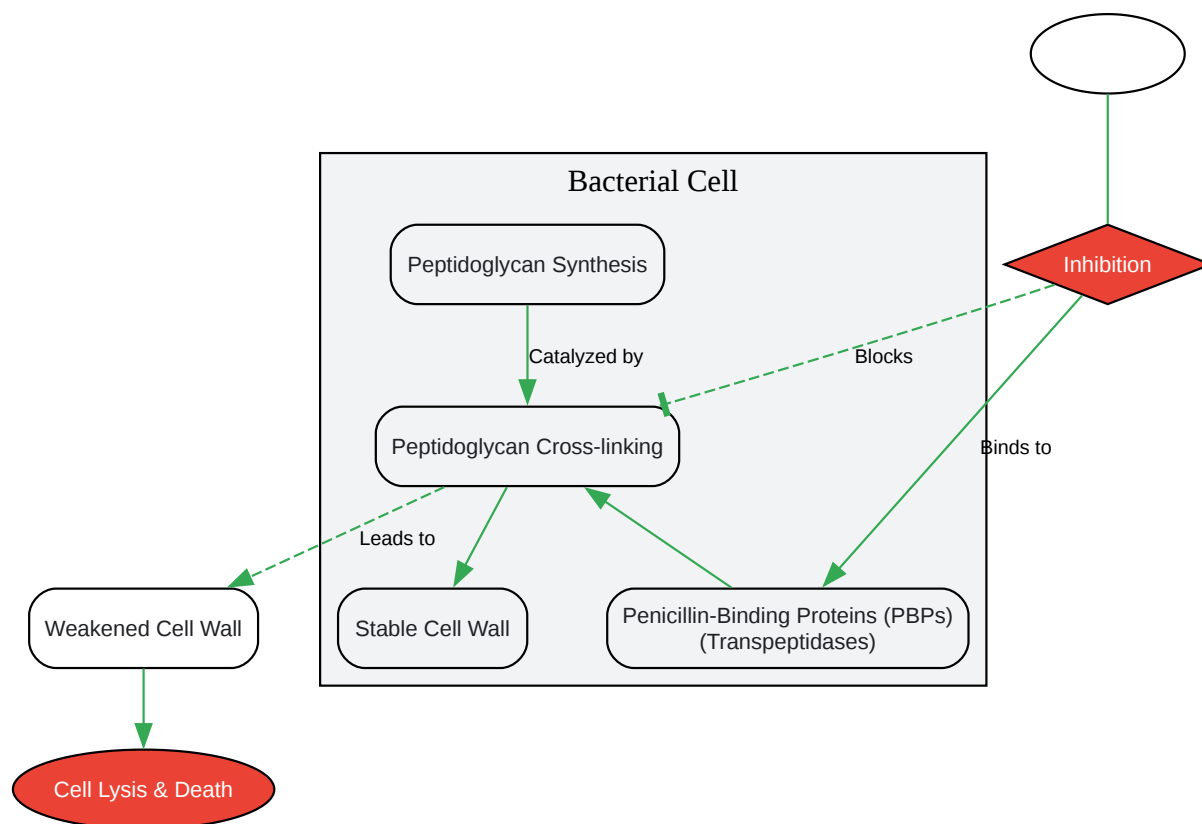 Bacterial Cell
Peptidoglycan Synthesis
Inhibition
Catalyzed by
Blocks
Peptidoglycan Cross-linking
Binds to
Leads to
Weakened Cell Wall
Stable Cell Wall
Penicillin-Binding Proteins (PBPs)
(Transpeptidases)
Cell Lysis & Death